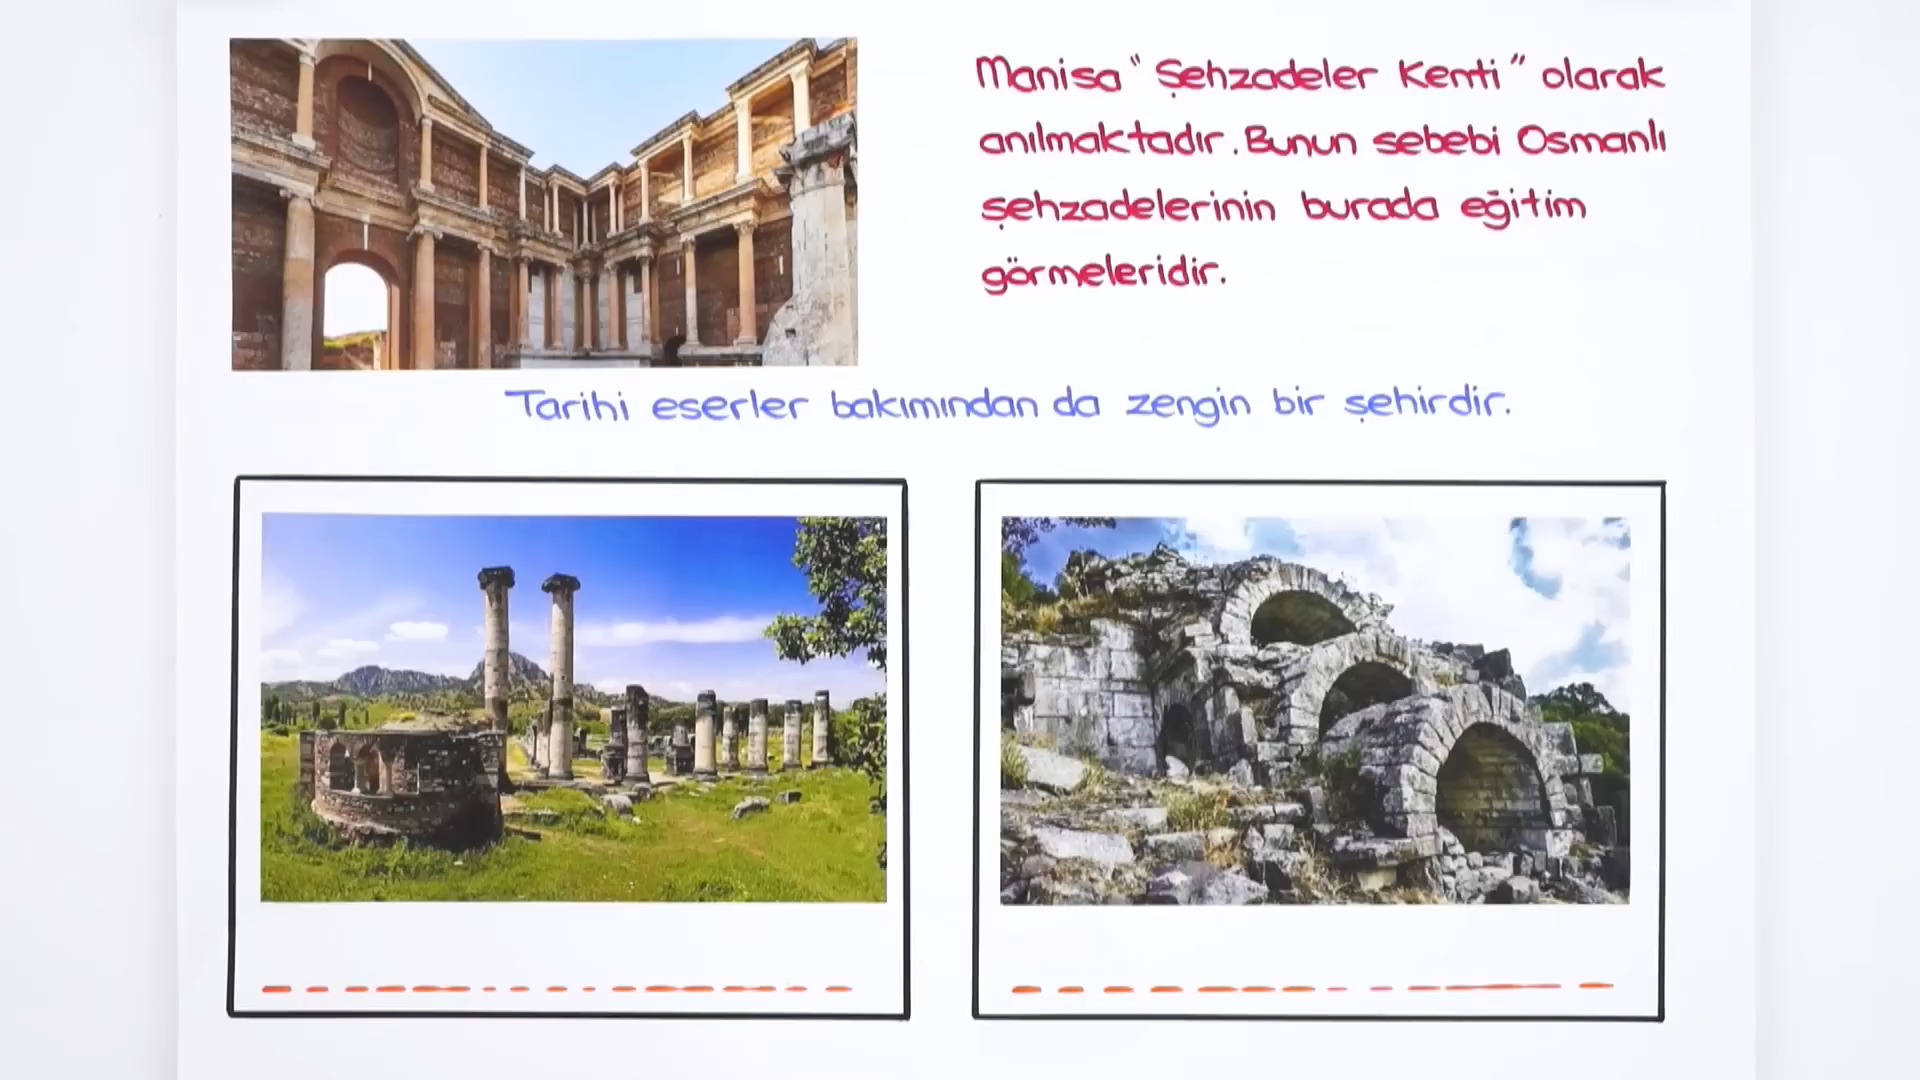 Manisa "Şehzadeler Kenti" olarak
anılmaktadır. Bunun sebebi Osmanlı
şehzadelerinin burada eğitim
görmeleridir.
Tarihi eserler bakımından da zengin bir şehirdir.